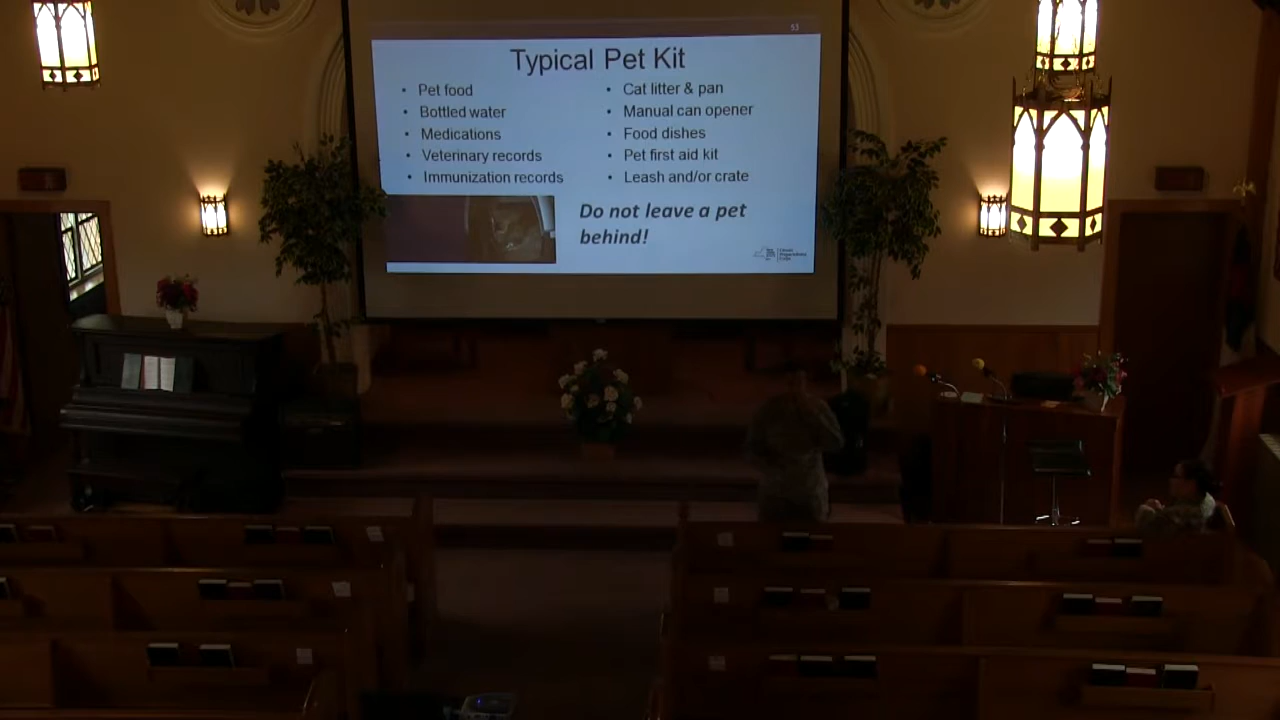 53
Typical Pet Kit
• Pet food
• Bottled water
• Medications
• Veterinary records
• Immunization records
• Cat litter & pan
• Manual can opener
• Food dishes
• Pet first aid kit
• Leash and/or crate
Do not leave a pet
behind!